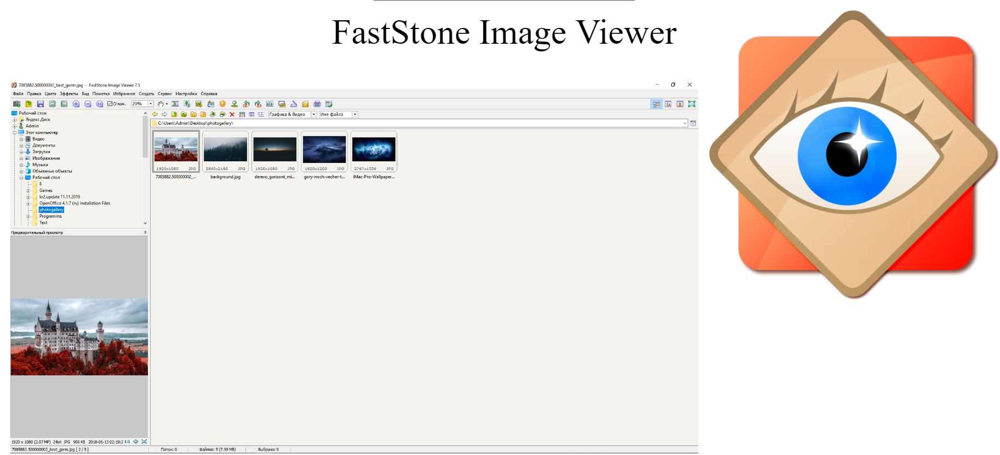 FastStone Image Viewer
7085882.500000002_best_germ.jpg - FastStone Image Viewer 7.5
Файл Правка Цвета Эффекты Вид Пометка Избранное Создать Сервис Настройки Справка
Сглаж. 20%
Рабочий стол
Графика & Видео Имя файла
Яндекс.Диск
C:\Users\Admin\Desktop\photogallery\
Admin
Этот компьютер
Видео
Документы
Загрузки
Изображения
Музыка
Объемные объекты
Рабочий стол
8
Games
kr2.update 11.11.2019
OpenOffice 4.1.7 (ru) Installation Files
photogallery
Programms
Text
1920x1080 JPG 3840x2160 JPG 1920x1080 JPG 1920x1200 JPG 2767x1556 JPG
7085882.500000002_... background.jpg derevo_gorizont_mi... gory-noch-vecher-t... iMac-Pro-Wallpaper...
Предварительный просмотр
1920 x 1080 (2.07 MP) 24bit JPG 900 KB 2018-06-13 02:19:2 1:1
7085882.500000002_best_germ.jpg [ 2 / 5 ] Папок: 0 Файлов: 5 (7.98 MB) Выбрано: 0